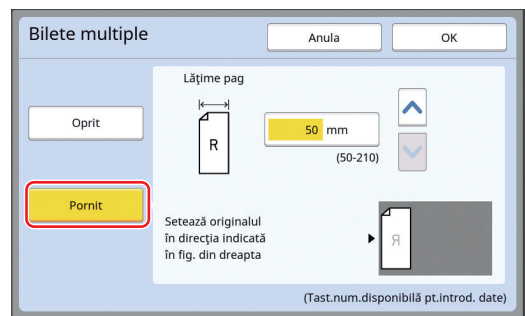 Bilete multiple
Anula
OK
Lăţime pag
Oprit
R
50 mm
(50-210)
Pornit
Setează originalul
în direcţia indicată
în fig. din dreapta
R
(Tast.num.disponibilă pt.introd. date)